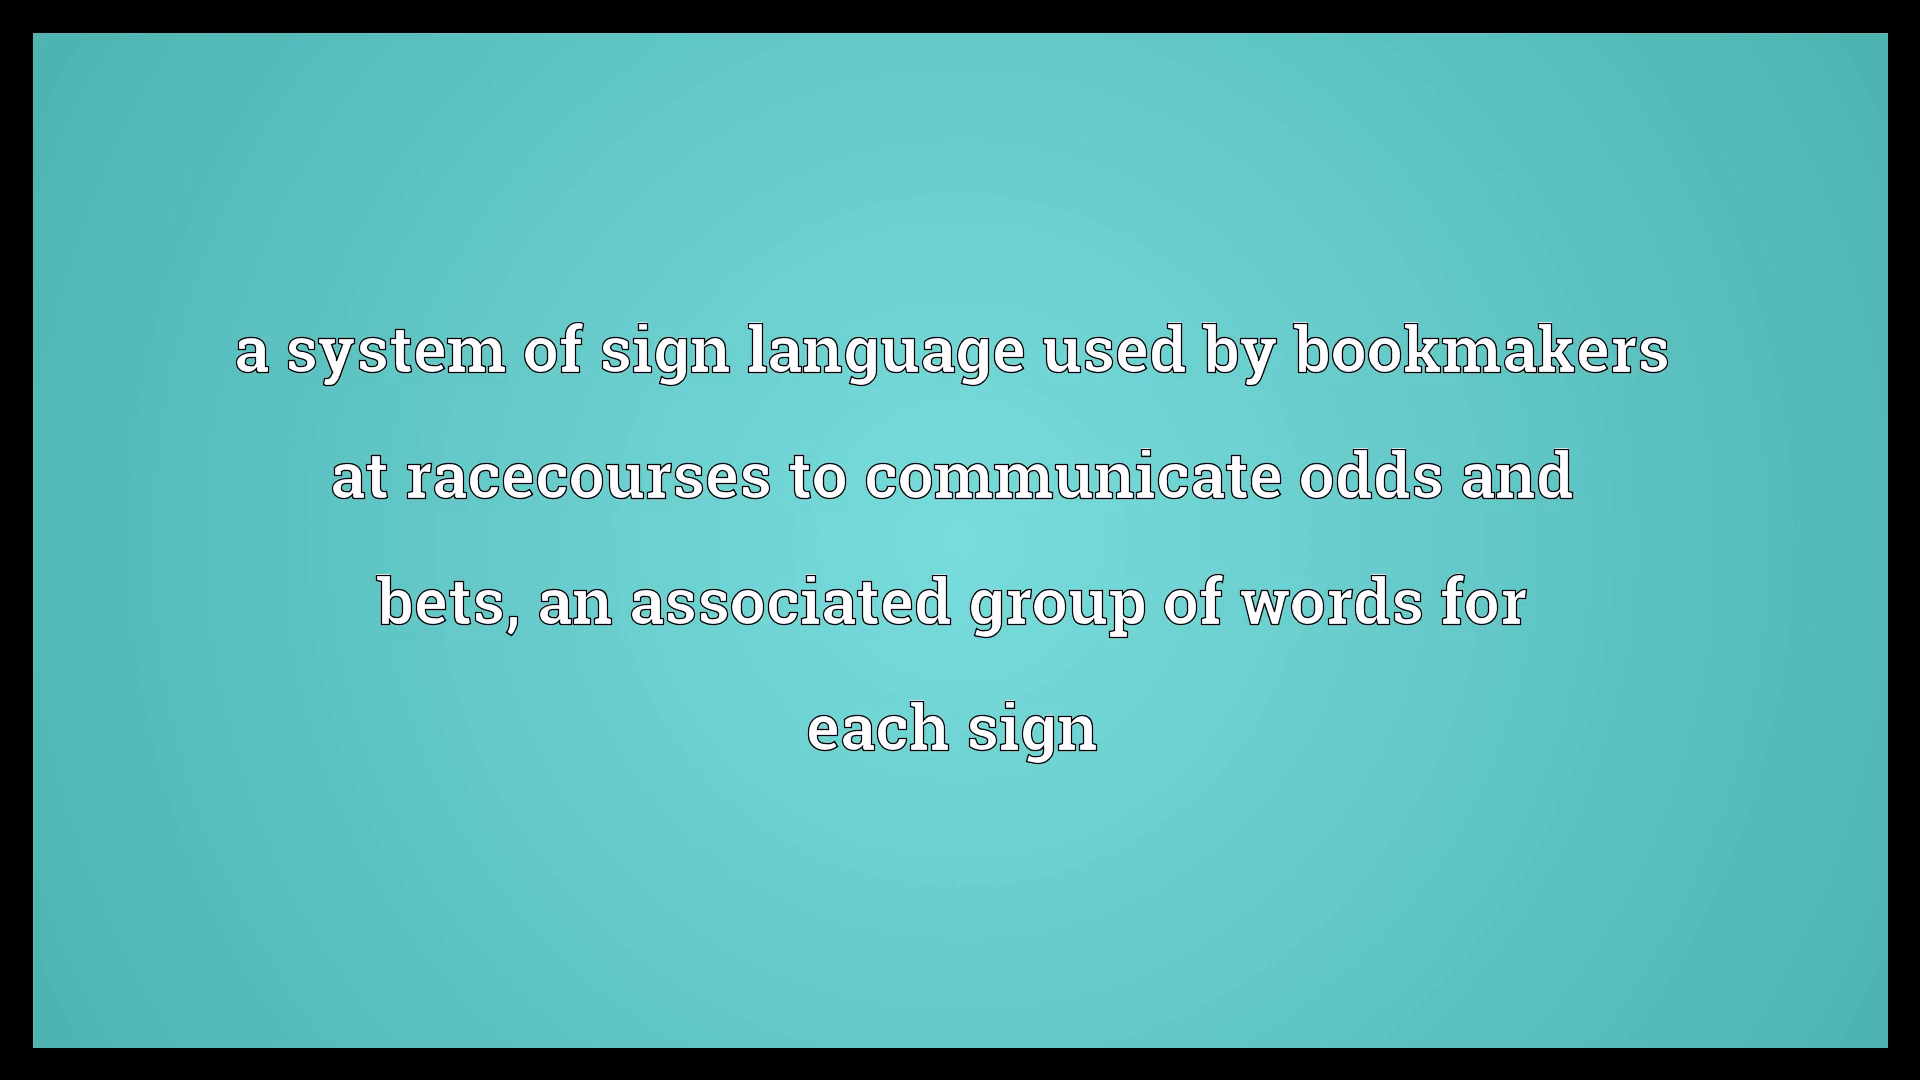 a system of sign language used by bookmakers
at racecourses to communicate odds and
bets, an associated group of words for
each sign